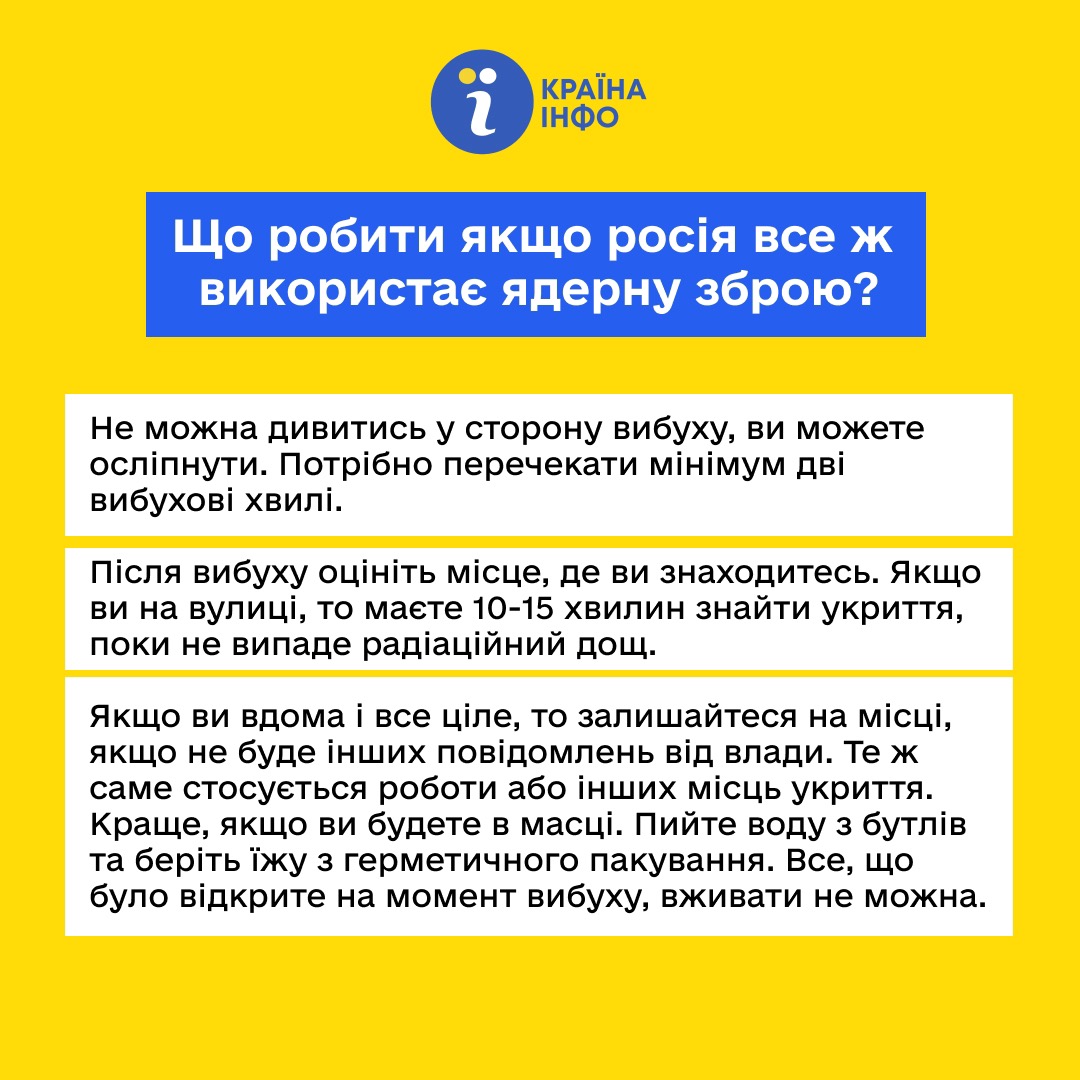 ї КРАЇНА
ІНФО
Що робити якщо росія все ж
використає ядерну зброю?
Не можна дивитись у сторону вибуху, ви можете
осліпнути. Потрібно перечекати мінімум дві
вибухові хвилі.
Після вибуху оцініть місце, де ви знаходитесь. Якщо
ви на вулиці, то маєте 10-15 хвилин знайти укриття,
поки не випаде радіаційний дощ.
Якщо ви вдома і все ціле, то залишайтеся на місці,
якщо не буде інших повідомлень від влади. Те ж
саме стосується роботи або інших місць укриття.
Краще, якщо ви будете в масці. Пийте воду з бутлів
та беріть їжу з герметичного пакування. Все, що
було відкрите на момент вибуху, вживати не можна.